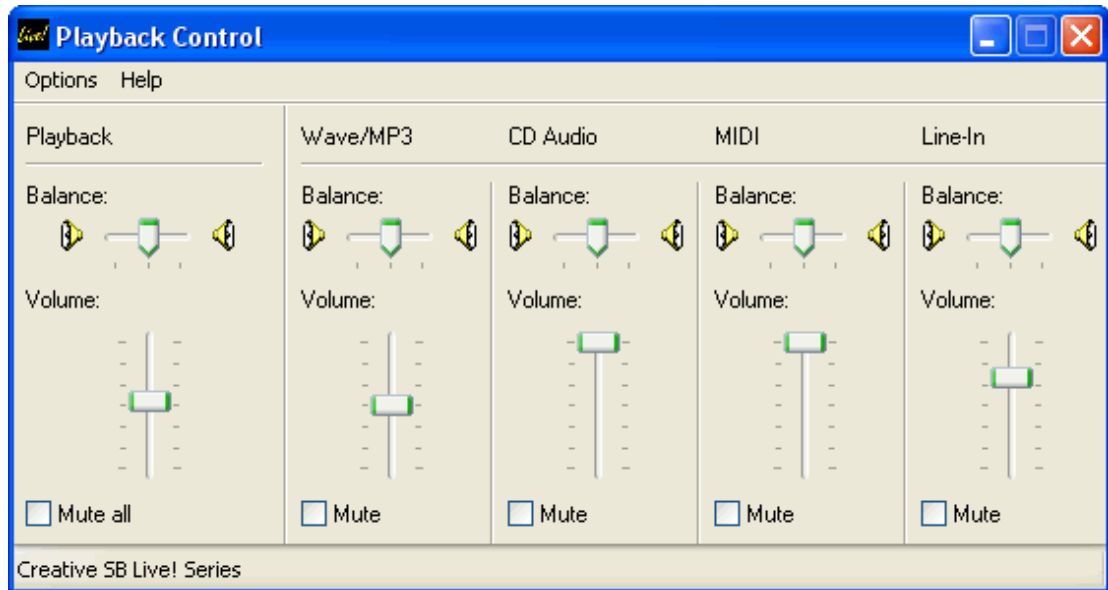 Live! Playback Control
Options Help
Playback Wave/MP3 CD Audio MIDI Line-In
Balance: Balance: Balance: Balance: Balance:
Volume: Volume: Volume: Volume: Volume:
Mute all Mute Mute Mute Mute
Creative SB Live! Series